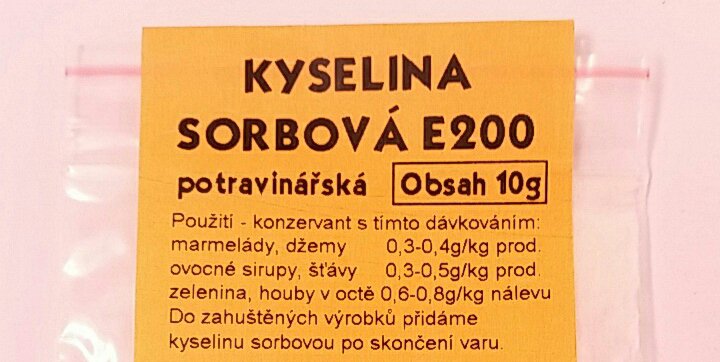 KYSELINA
SORBOVÁ E200
potravinářská Obsah 10g
Použití - konzervant s tímto dávkováním:
marmelády, džemy 0,3-0,4g/kg prod.
ovocné sirupy, šťávy 0,3-0,5g/kg prod.
zelenina, houby v octě 0,6-0,8g/kg nálevu
Do zahuštěných výrobků přidáme
kyselinu sorbovou po skončení varu.